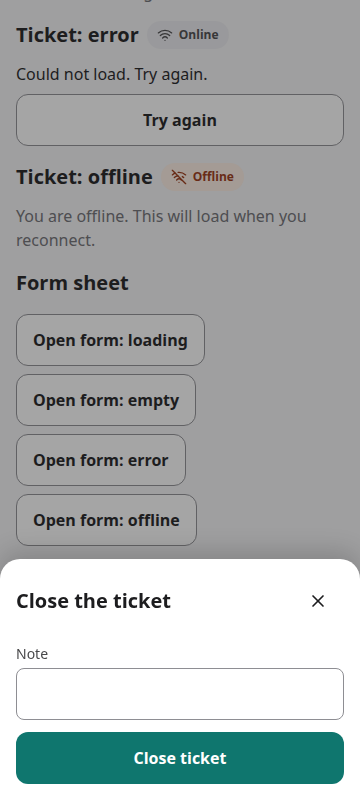 Ticket: error
Online
Could not load. Try again.
Try again
Ticket: offline
Offline
You are offline. This will load when you
reconnect.
Form sheet
Open form: loading
Open form: empty
Open form: error
Open form: offline
Close the ticket
Note
Close ticket